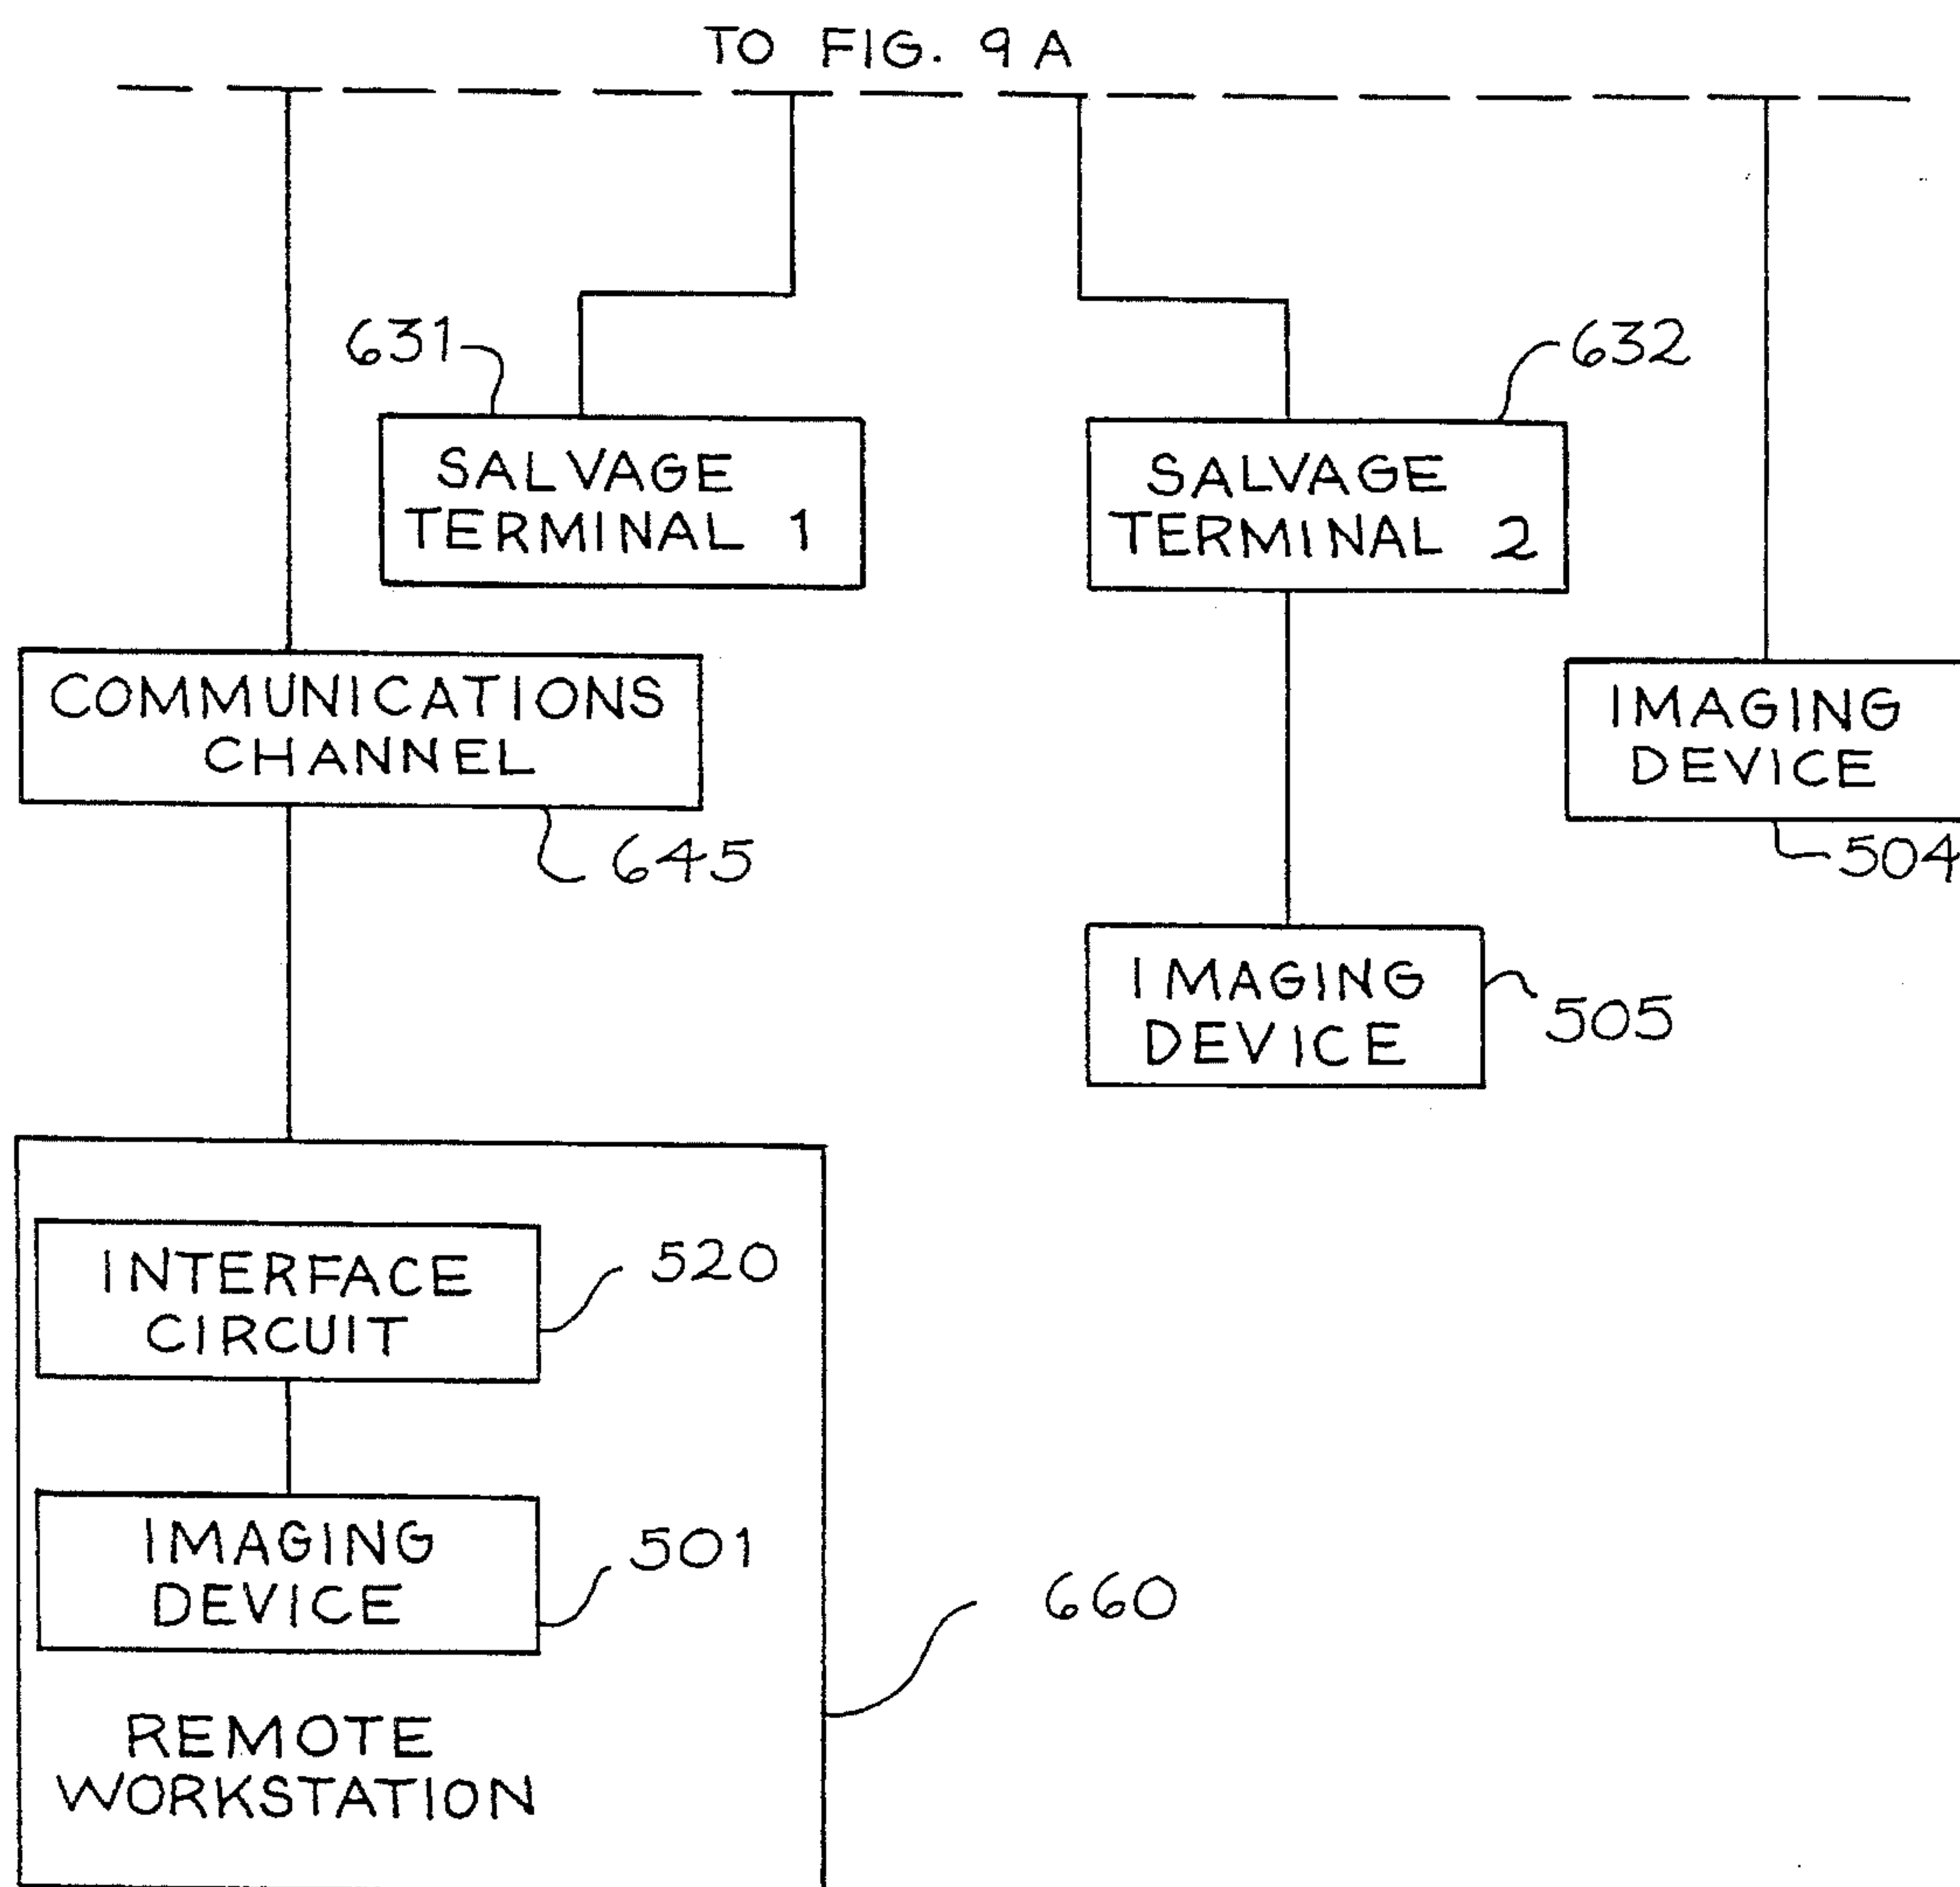 TO FIG. 9A
631
632
SALVAGE
TERMINAL 1
SALVAGE
TERMINAL 2
COMMUNICATIONS
CHANNEL
645
IMAGING
DEVICE
504
IMAGING
DEVICE
505
INTERFACE
CIRCUIT
520
IMAGING
DEVICE
501
660
REMOTE
WORKSTATION